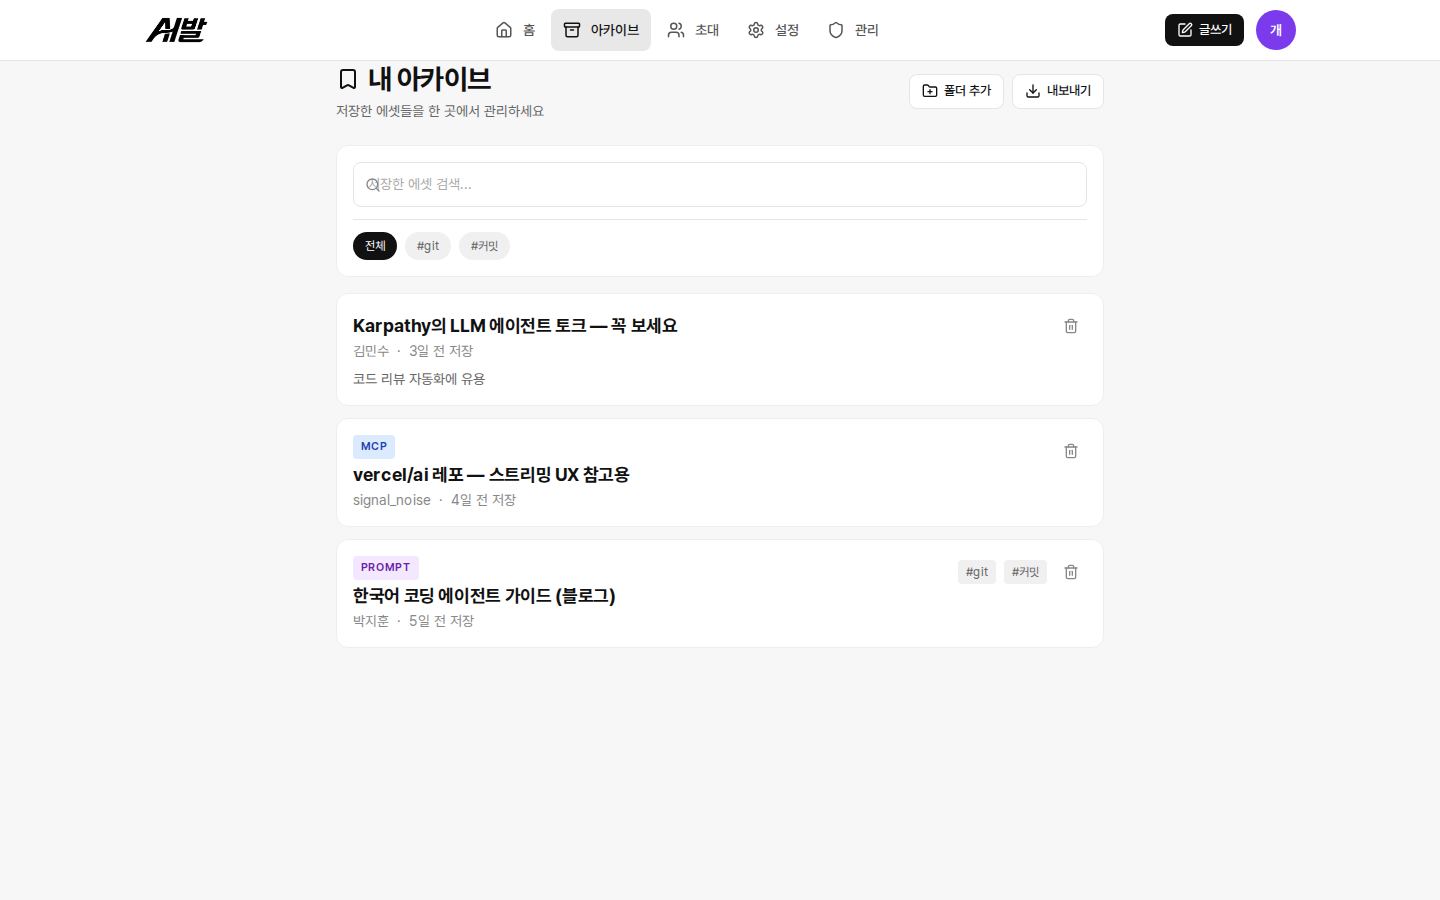 AI발
홈
아카이브
초대
설정
관리
글쓰기
개
내 아카이브
저장한 에셋들을 한 곳에서 관리하세요
폴더 추가
내보내기
저장한 에셋 검색...
전체
#git
#커밋
Karpathy의 LLM 에이전트 토크 — 꼭 보세요
김민수 · 3일 전 저장
코드 리뷰 자동화에 유용
MCP
vercel/ai 레포 — 스트리밍 UX 참고용
signal_noise · 4일 전 저장
PROMPT
#git
#커밋
한국어 코딩 에이전트 가이드 (블로그)
박지훈 · 5일 전 저장